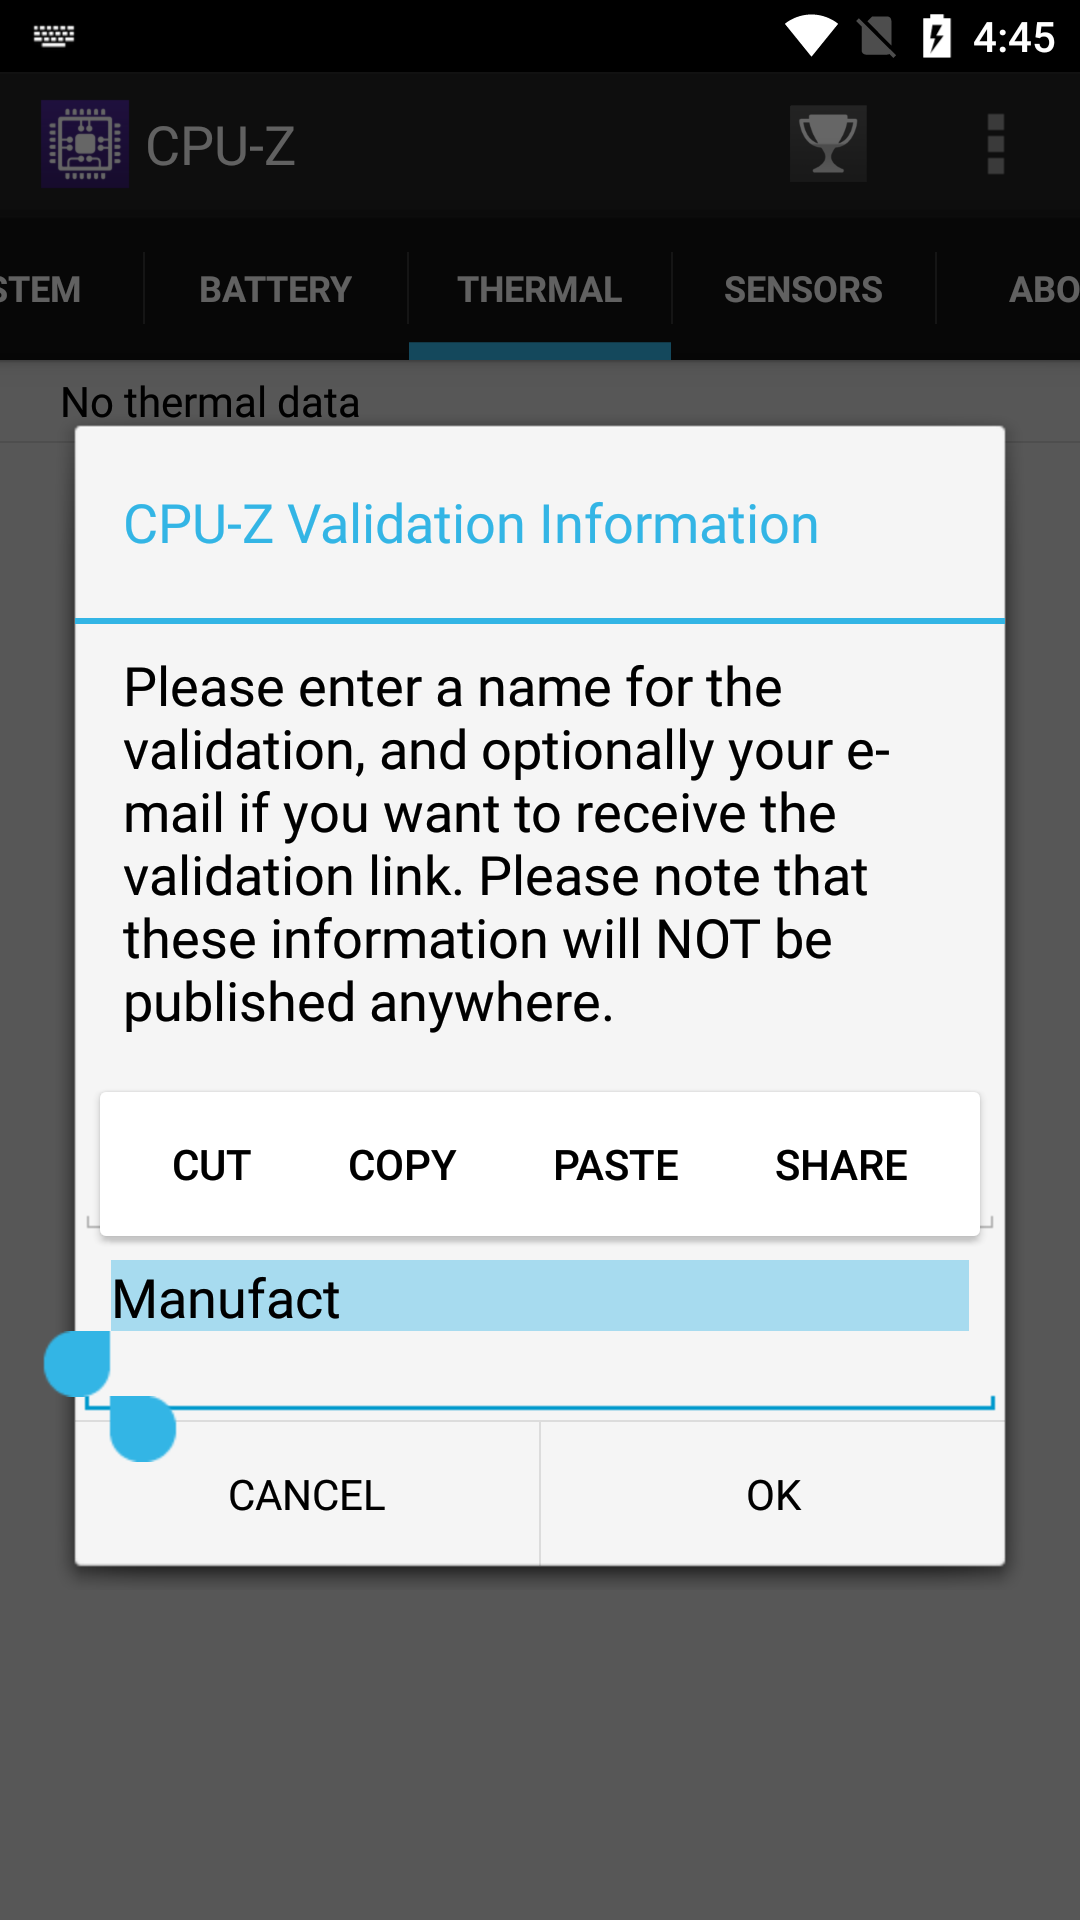 4:45
CPU-Z
STEM BATTERY THERMAL SENSORS ABO
No thermal data
CPU-Z Validation Information
Please enter a name for the
validation, and optionally your e-
mail if you want to receive the
validation link. Please note that
these information will NOT be
published anywhere.
CUT COPY PASTE SHARE
Manufact
CANCEL OK